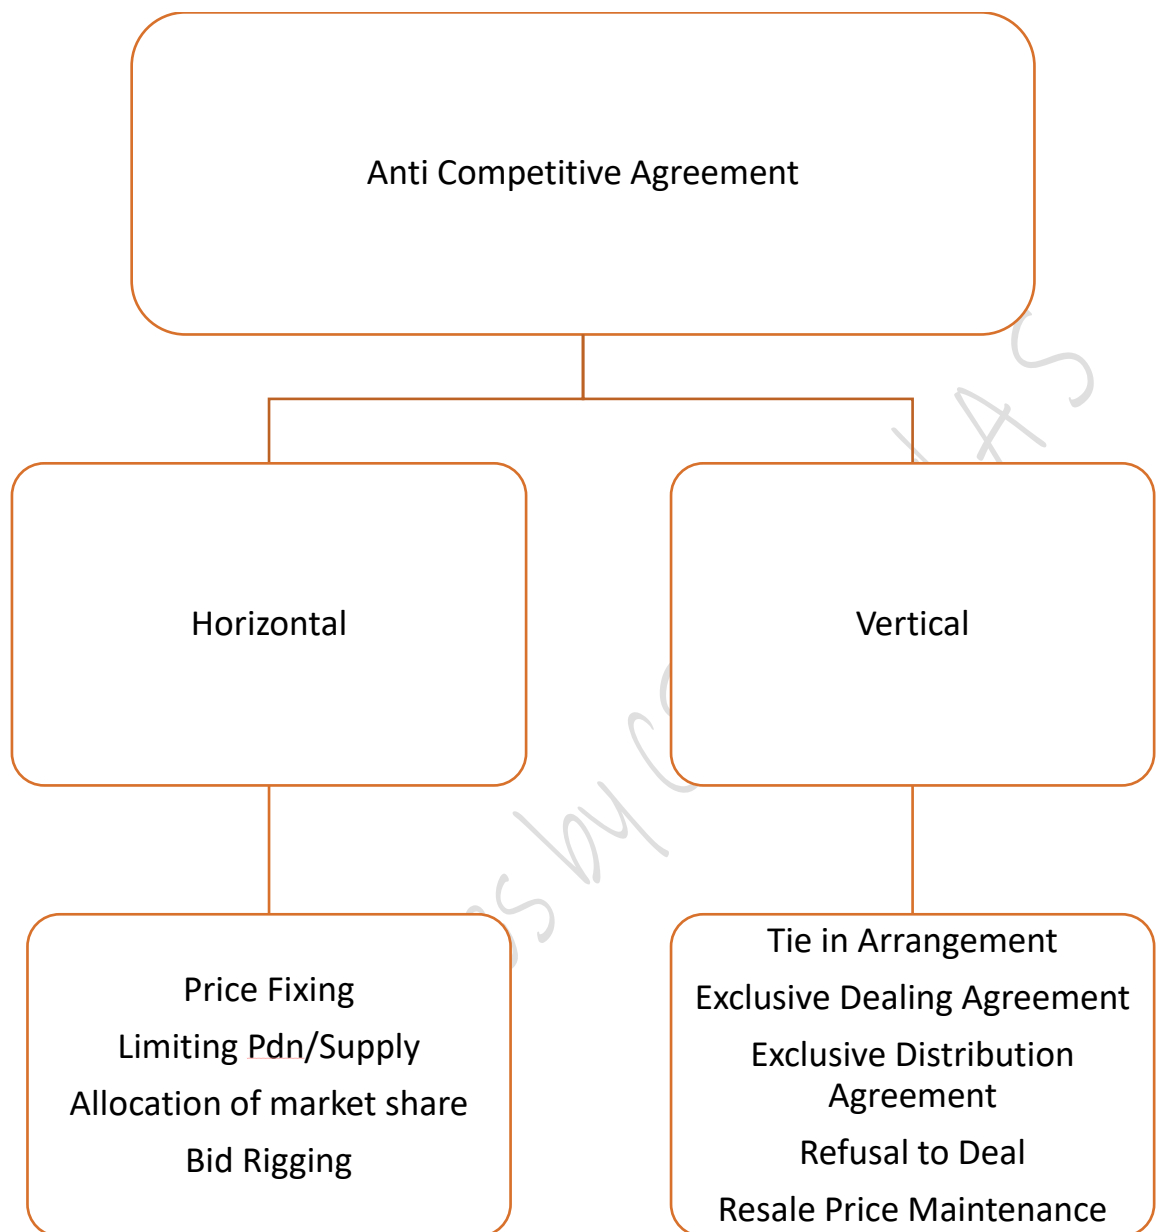 Anti Competitive Agreement
Horizontal
Vertical
Price Fixing
Limiting Pdn/Supply
Allocation of market share
Bid Rigging
Tie in Arrangement
Exclusive Dealing Agreement
Exclusive Distribution
Agreement
Refusal to Deal
Resale Price Maintenance
by